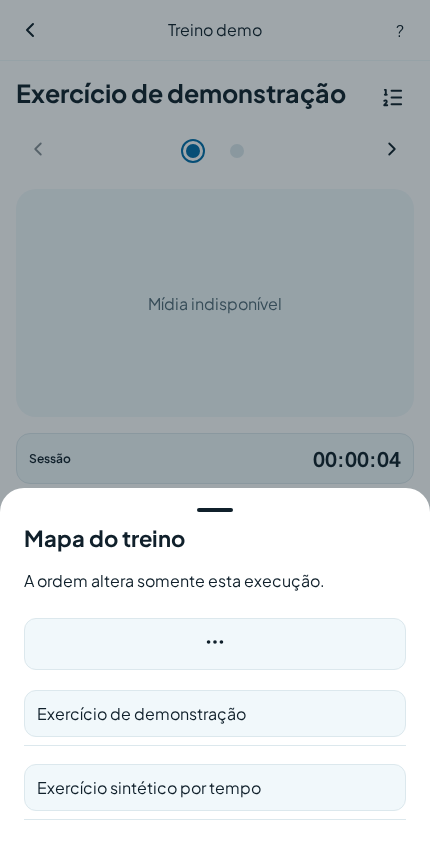 Treino demo
?
Exercício de demonstração
Mídia indisponível
Sessão
00:00:04
Mapa do treino
A ordem altera somente esta execução.
...
Exercício de demonstração
Exercício sintético por tempo